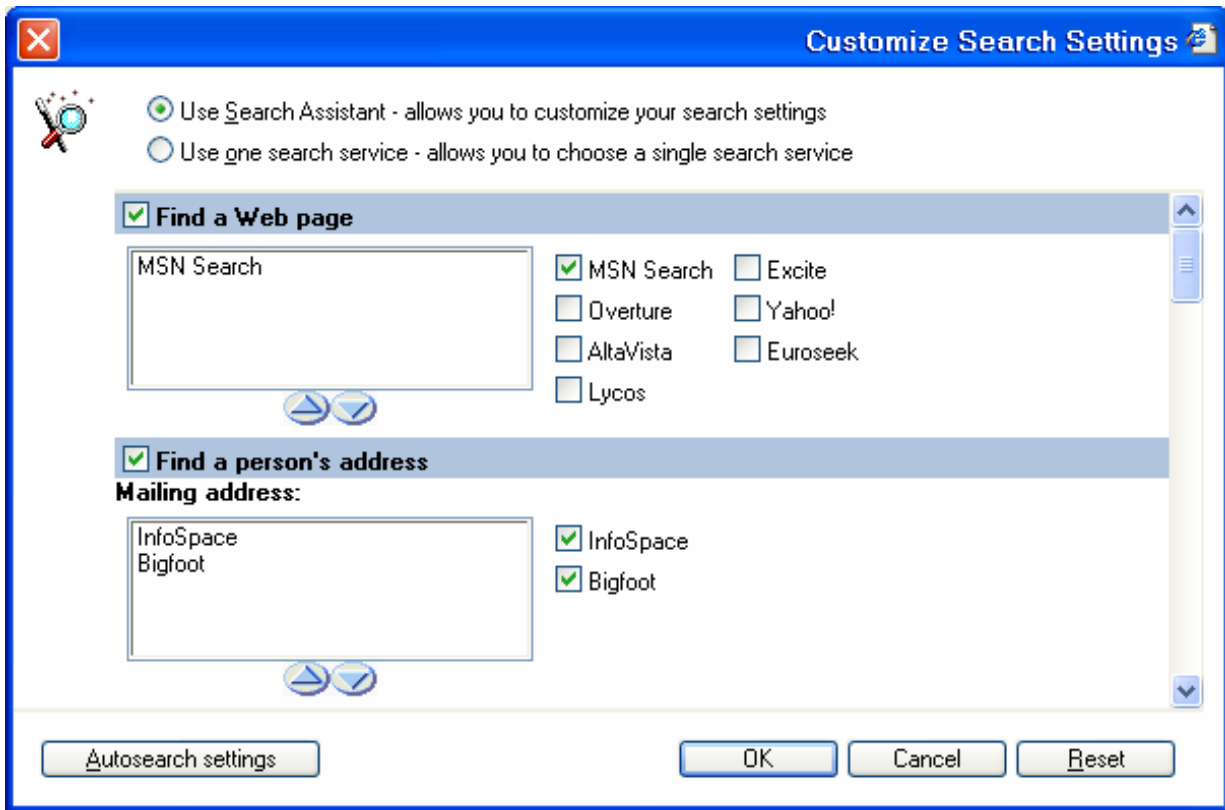 Customize Search Settings
Use Search Assistant - allows you to customize your search settings
Use one search service - allows you to choose a single search service
Find a Web page
MSN Search
MSN Search Excite
Overture Yahoo!
AltaVista Euroseek
Lycos
Find a person's address
Mailing address:
InfoSpace
Bigfoot
InfoSpace
Bigfoot
Autosearch settings OK Cancel Reset